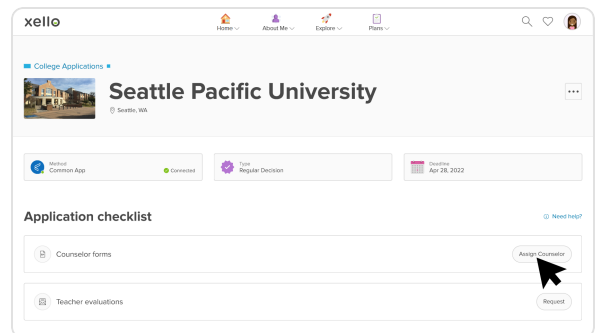 xello
Home
About Me
Explore
Plans
College Applications
Seattle Pacific University
Seattle, WA
Method
Common App
Connected
Type
Regular Decision
Deadline
Apr 28, 2022
Application checklist
Need help?
Counselor forms
Assign Counselor
Teacher evaluations
Request